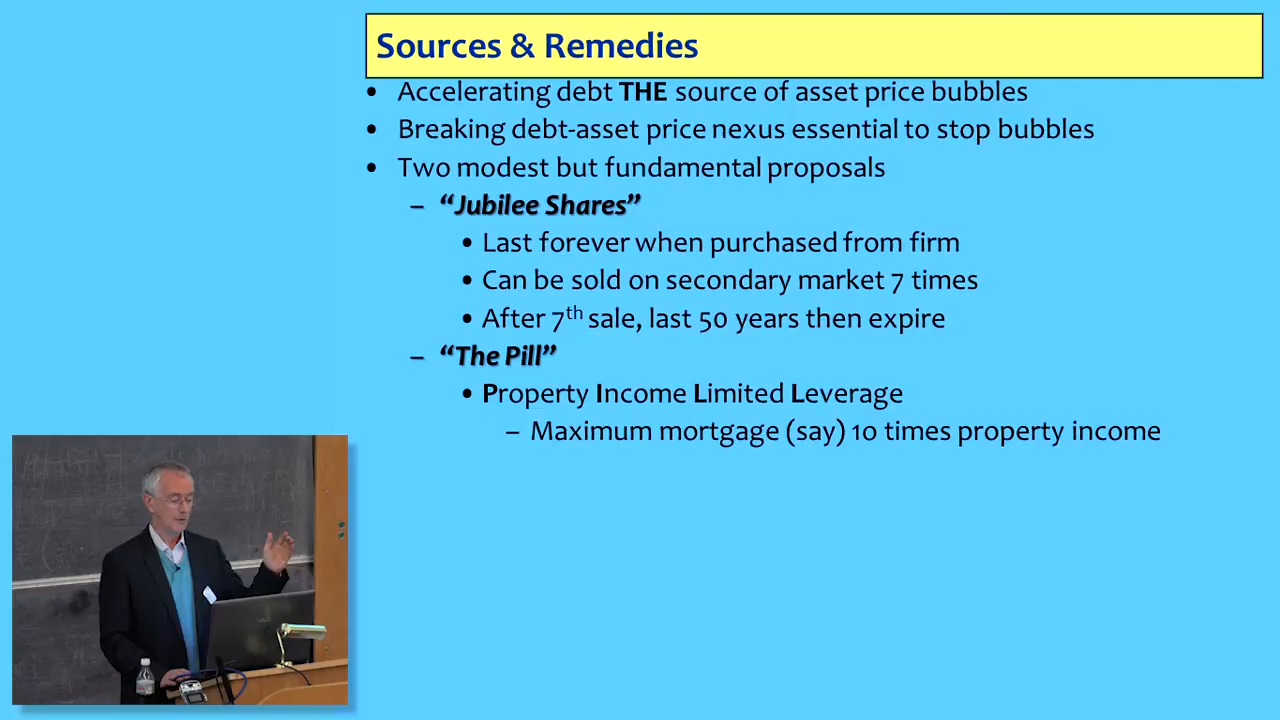 Sources & Remedies
• Accelerating debt THE source of asset price bubbles
• Breaking debt-asset price nexus essential to stop bubbles
• Two modest but fundamental proposals
– “Jubilee Shares”
• Last forever when purchased from firm
• Can be sold on secondary market 7 times
• After 7th sale, last 50 years then expire
– “The Pill”
• Property Income Limited Leverage
– Maximum mortgage (say) 10 times property income